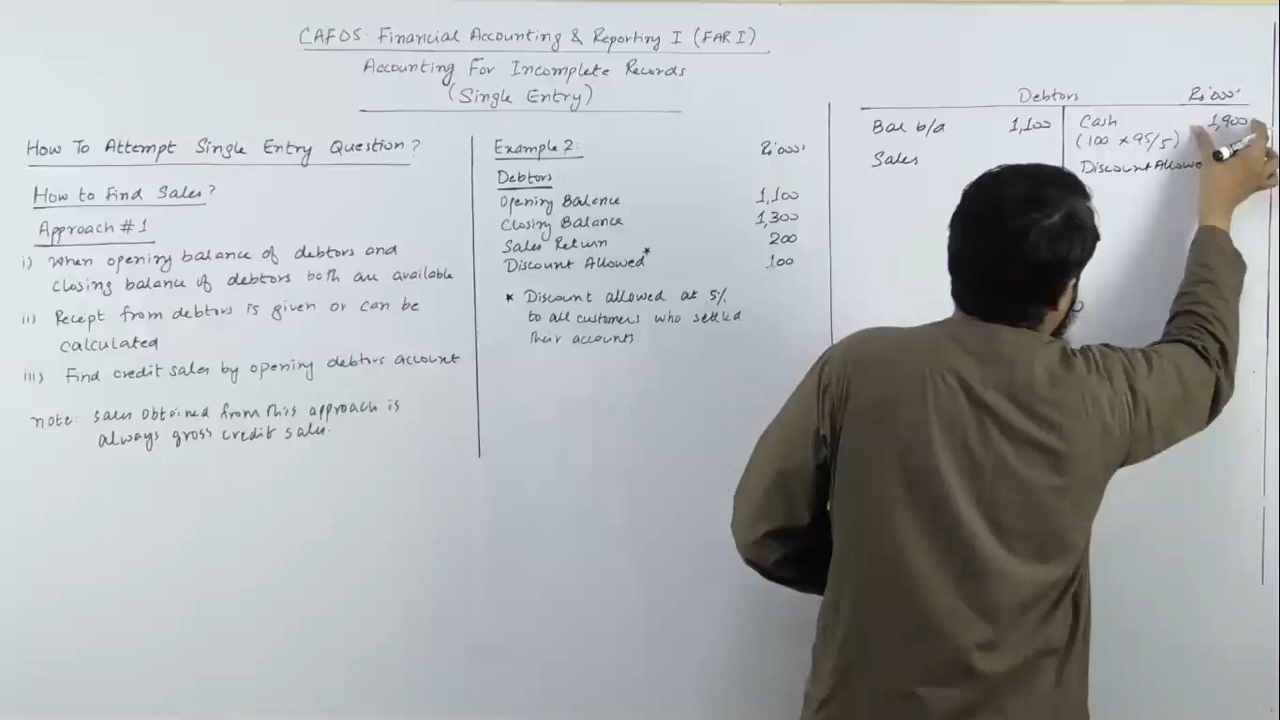 CAF05 Financial Accounting & Reporting I (FAR I)
Accounting For Incomplete Records
(Single Entry)
How To Attempt Single Entry Question?
How to Find Sales?
Approach #1
i) When opening balance of debtors and
closing balance of debtors both are available
ii) Recept from debtors is given or can be
calculated
iii) Find credit sales by opening debtors account
note: Sales obtained from this approach is
always gross credit sales.
Example 2:
Rs'000'
Debtors
Opening Balance 1,100
Closing Balance 1,300
Sales Return 200
Discount Allowed* 100
* Discount allowed at 5%
to all customers who settled
their accounts
Debtors Rs'000'
Bal b/d 1,100 Cash 1,900
(100 x 95/5)
Sales Discount Allowe